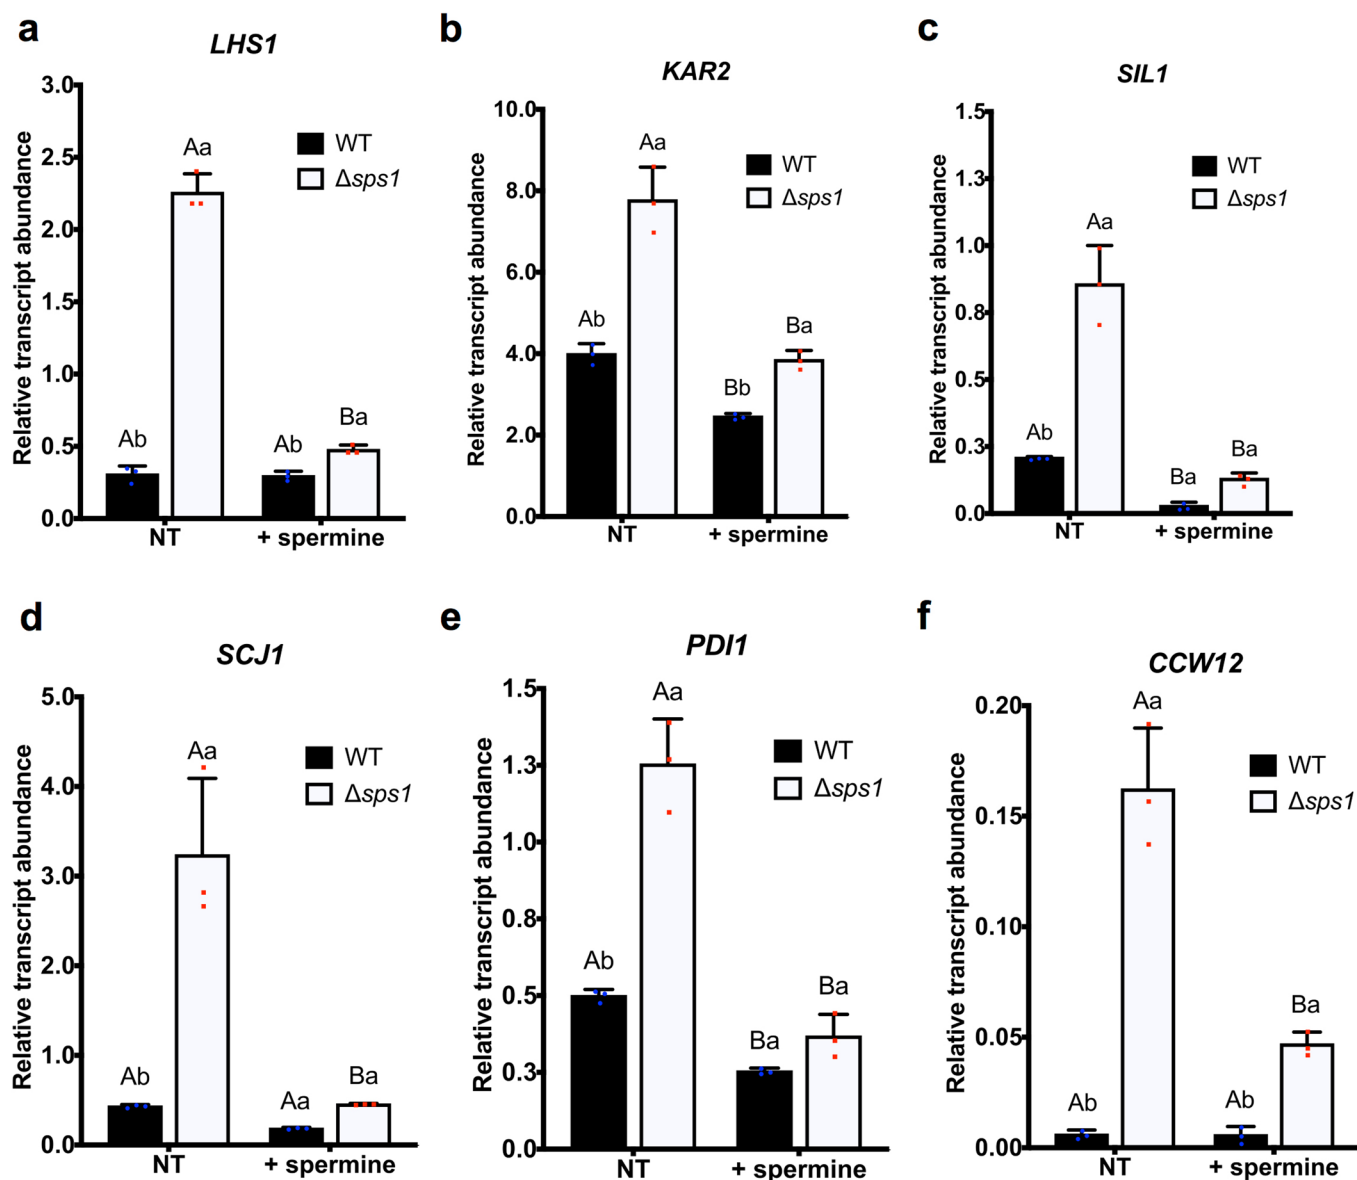 a
LHS1
Relative transcript abundance
3.0
2.5
2.0
1.5
1.0
0.5
0.0
Ab
Aa
Ab
Ba
WT
Δsps1
NT
+ spermine
b
KAR2
Relative transcript abundance
10.0
8.0
6.0
4.0
2.0
0.0
Ab
Aa
Bb
Ba
WT
Δsps1
NT
+ spermine
c
SIL1
Relative transcript abundance
1.5
1.3
1.0
0.8
0.5
0.3
0.0
Ab
Aa
Ba
Ba
WT
Δsps1
NT
+ spermine
d
SCJ1
Relative transcript abundance
5.0
4.0
3.0
2.0
1.0
0.0
Ab
Aa
Aa
Ba
WT
Δsps1
NT
+ spermine
e
PDI1
Relative transcript abundance
1.5
1.3
1.0
0.8
0.5
0.3
0.0
Ab
Aa
Ba
Ba
WT
Δsps1
NT
+ spermine
f
CCW12
Relative transcript abundance
0.20
0.15
0.10
0.05
0.00
Ab
Aa
Ab
Ba
WT
Δsps1
NT
+ spermine